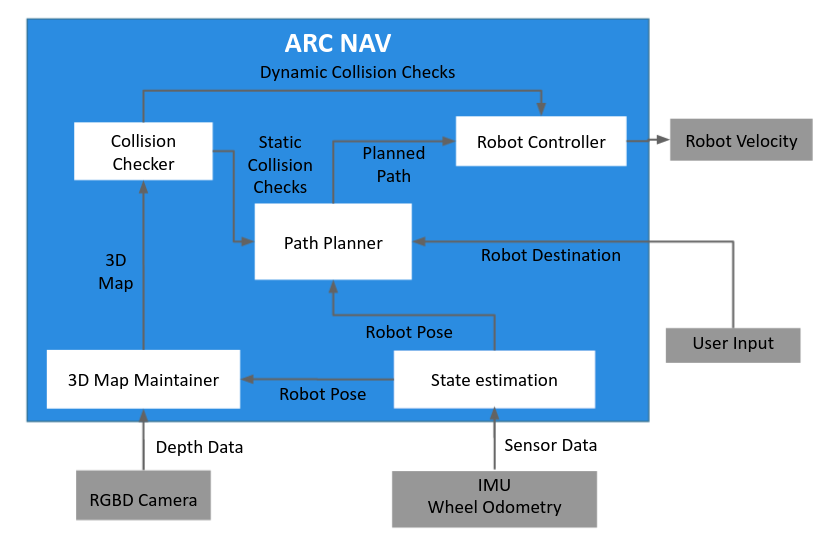 ARC NAV
Dynamic Collision Checks
Collision
Checker
Static
Collision
Checks
Planned
Path
Robot Controller
Robot Velocity
Path Planner
Robot Destination
3D
Map
Robot Pose
User Input
3D Map Maintainer
Robot Pose
State estimation
Depth Data
Sensor Data
RGBD Camera
IMU
Wheel Odometry